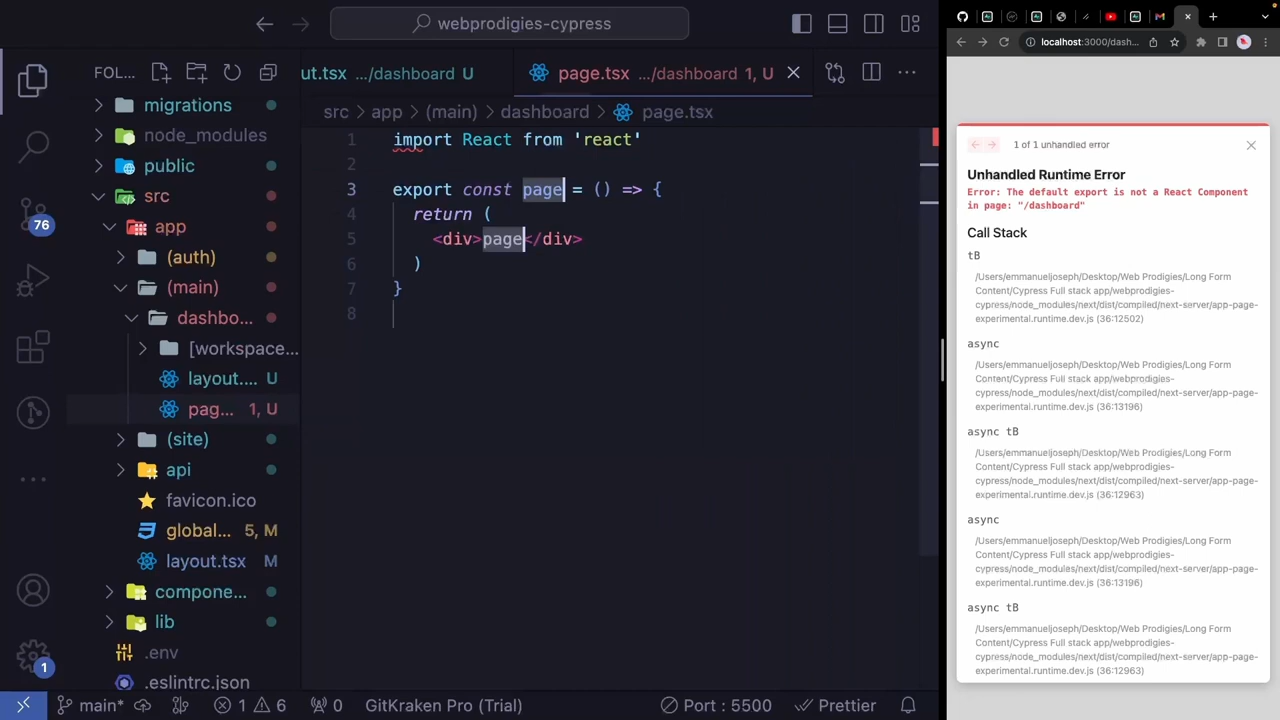 webprodigies-cypress
FOL...
ut.tsx .../dashboard U
page.tsx .../dashboard 1, U
src > app > (main) > dashboard > page.tsx
migrations
node_modules
public
src
app
(auth)
(main)
dashbo...
[workspace...
layout.... U
pag... 1, U
(site)
api
favicon.ico
global... 5, M
layout.tsx M
compone...
lib
.env
.eslintrc.json
76
1
1 import React from 'react'
2
3 export const page = () => {
4 return (
5 <div>page</div>
6 )
7 }
8
main* 1 6 0 GitKraken Pro (Trial) Port : 5500 Prettier
localhost:3000/dash...
1 of 1 unhandled error
Unhandled Runtime Error
Error: The default export is not a React Component
in page: "/dashboard"
Call Stack
tB
/Users/emmanueljoseph/Desktop/Web Prodigies/Long Form
Content/Cypress Full stack app/webprodigies-
cypress/node_modules/next/dist/compiled/next-server/app-page-
experimental.runtime.dev.js (36:12502)
async
/Users/emmanueljoseph/Desktop/Web Prodigies/Long Form
Content/Cypress Full stack app/webprodigies-
cypress/node_modules/next/dist/compiled/next-server/app-page-
experimental.runtime.dev.js (36:13196)
async tB
/Users/emmanueljoseph/Desktop/Web Prodigies/Long Form
Content/Cypress Full stack app/webprodigies-
cypress/node_modules/next/dist/compiled/next-server/app-page-
experimental.runtime.dev.js (36:12963)
async
/Users/emmanueljoseph/Desktop/Web Prodigies/Long Form
Content/Cypress Full stack app/webprodigies-
cypress/node_modules/next/dist/compiled/next-server/app-page-
experimental.runtime.dev.js (36:13196)
async tB
/Users/emmanueljoseph/Desktop/Web Prodigies/Long Form
Content/Cypress Full stack app/webprodigies-
cypress/node_modules/next/dist/compiled/next-server/app-page-
experimental.runtime.dev.js (36:12963)